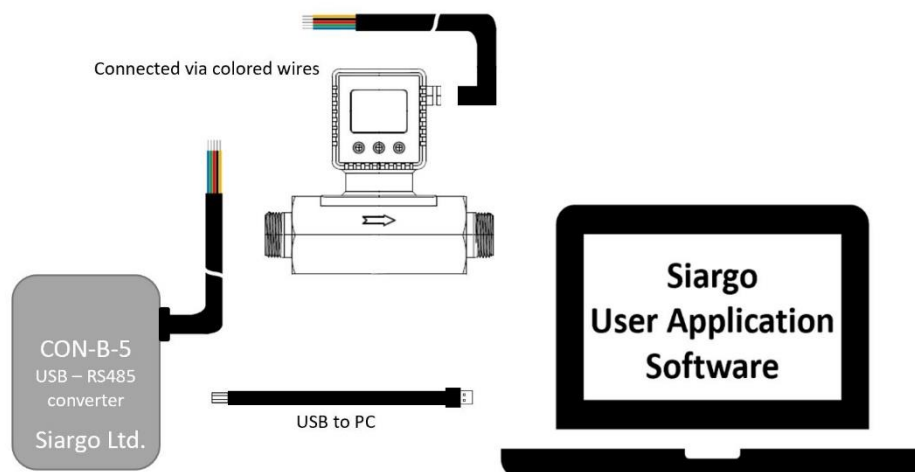 Connected via colored wires
CON-B-5
USB – RS485
converter
Siargo Ltd.
USB to PC
Siargo
User Application
Software